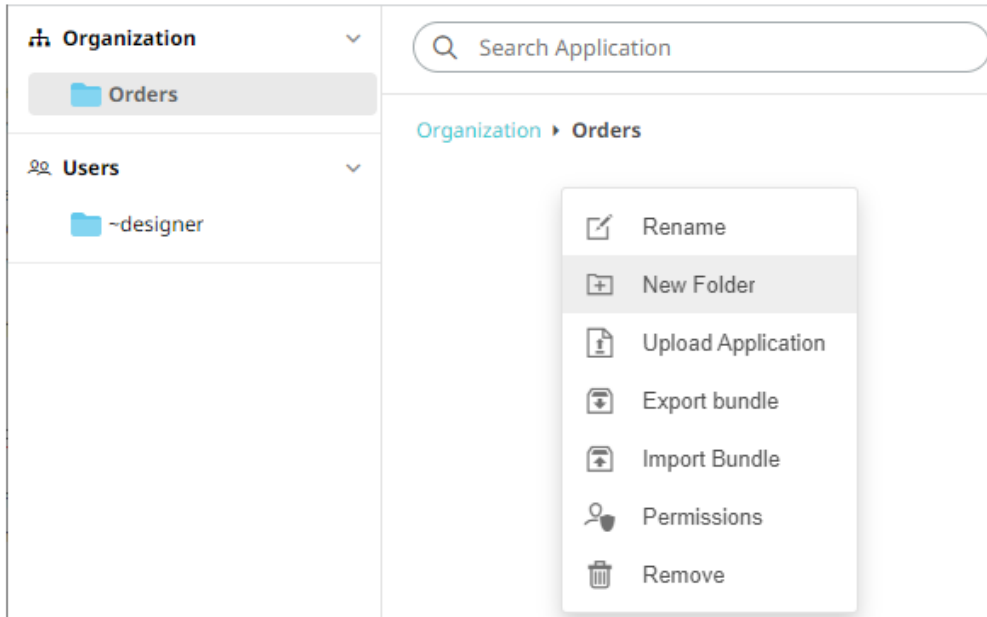 Organization
Orders
Users
~designer
Search Application
Organization Orders
Rename
New Folder
Upload Application
Export bundle
Import Bundle
Permissions
Remove